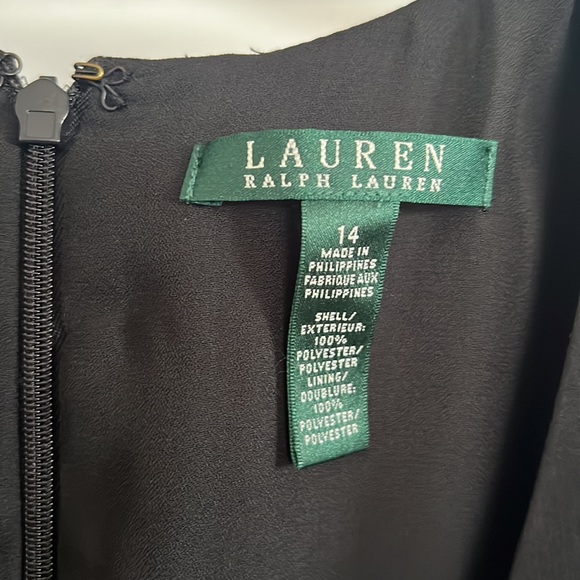 LAUREN
RALPH LAUREN
14
MADE IN
PHILIPPINES
FABRIQUE AUX
PHILIPPINES
SHELL/
EXTERIEUR:
100%
POLYESTER/
POLYESTER
LINING/
DOUBLURE:
100%
POLYESTER/
POLYESTER